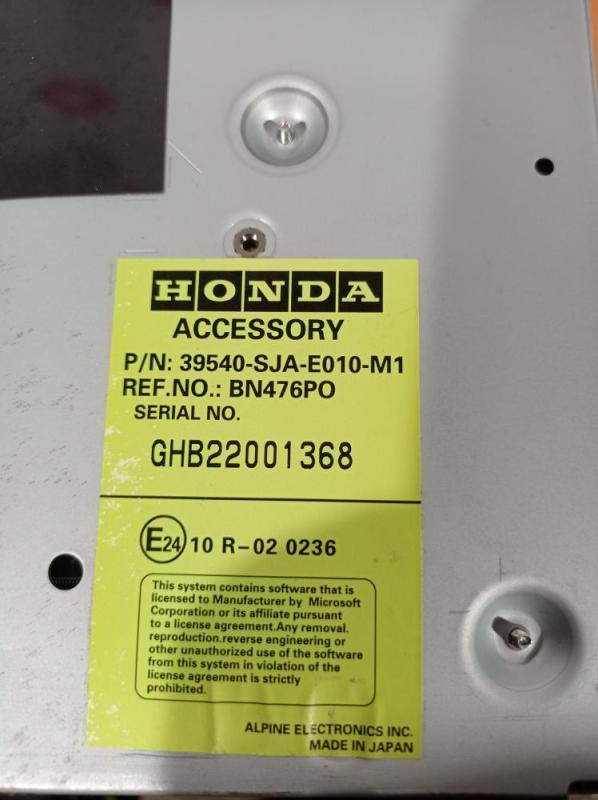 HONDA
ACCESSORY
P/N: 39540-SJA-E010-M1
REF.NO.: BN476PO
SERIAL NO.
GHB22001368
E24 10 R-02 0236
This system contains software that is
licensed to Manufacturer by Microsoft
Corporation or its affiliate pursuant
to a license agreement.Any removal.
reproduction.reverse engineering or
other unauthorized use of the software
from this system in violation of the
license agreement is strictly
prohibited.
ALPINE ELECTRONICS INC.
MADE IN JAPAN